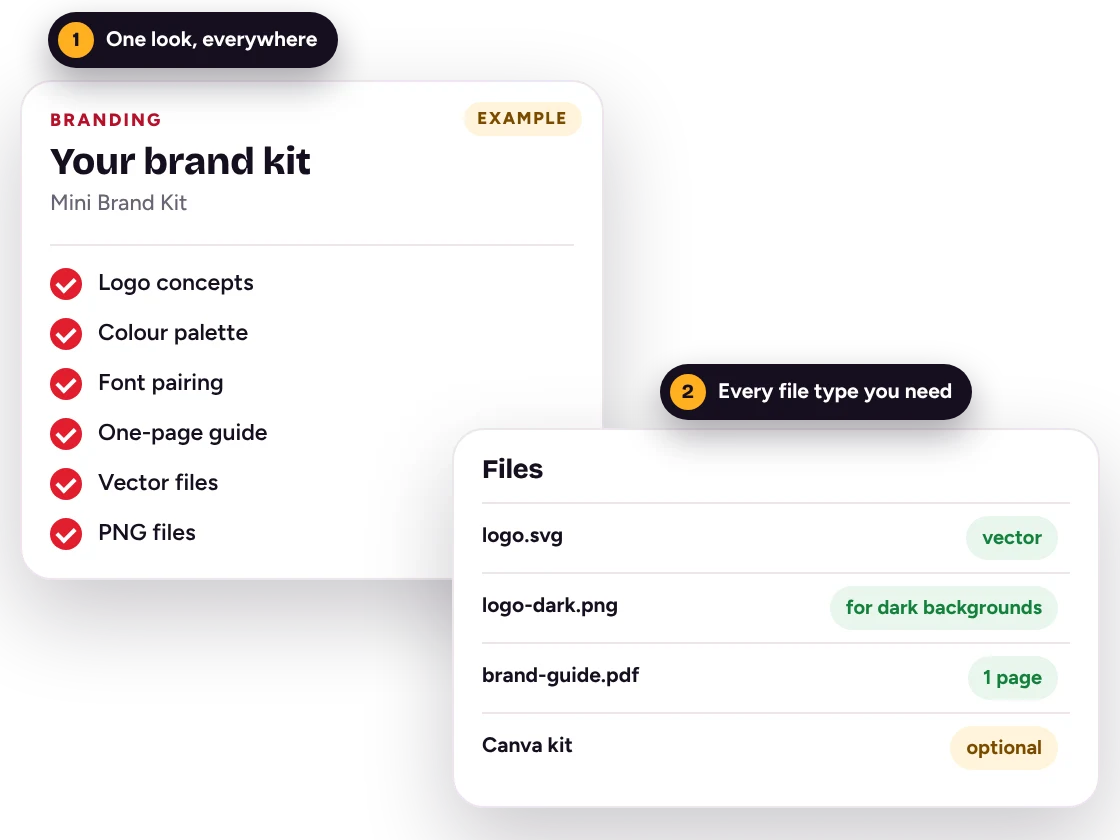 1 One look, everywhere
BRANDING
EXAMPLE
Your brand kit
Mini Brand Kit
Logo concepts
Colour palette
Font pairing
One-page guide
Vector files
PNG files
2 Every file type you need
Files
logo.svg vector
logo-dark.png for dark backgrounds
brand-guide.pdf 1 page
Canva kit optional